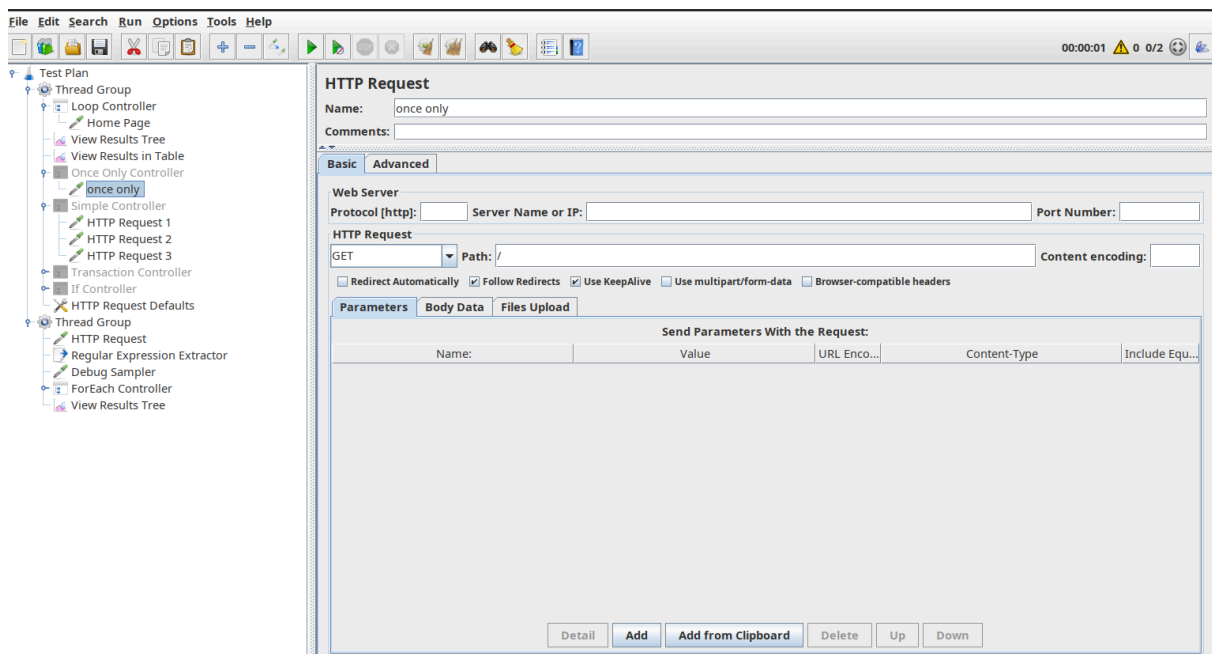 File Edit Search Run Options Tools Help
00:00:01 0 0/2
Test Plan
Thread Group
Loop Controller
Home Page
View Results Tree
View Results in Table
Once Only Controller
once only
Simple Controller
HTTP Request 1
HTTP Request 2
HTTP Request 3
Transaction Controller
If Controller
HTTP Request Defaults
Thread Group
HTTP Request
Regular Expression Extractor
Debug Sampler
ForEach Controller
View Results Tree
HTTP Request
Name: once only
Comments:
Basic Advanced
Web Server
Protocol [http]: Server Name or IP: Port Number:
HTTP Request
GET Path: / Content encoding:
Redirect Automatically Follow Redirects Use KeepAlive Use multipart/form-data Browser-compatible headers
Parameters Body Data Files Upload
Send Parameters With the Request:
Name: Value URL Enco... Content-Type Include Equ...
Detail Add Add from Clipboard Delete Up Down